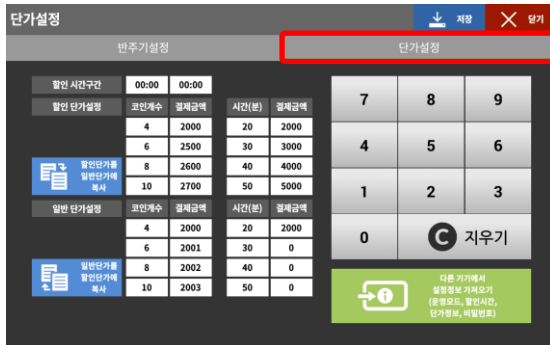 단가설정
저장
닫기
반주기설정
단가설정
할인 시간구간 00:00 00:00
할인 단가설정 코인개수 결제금액 시간(분) 결제금액
4 2000 20 2000
6 2500 30 3000
8 2600 40 4000
10 2700 50 5000
할인단가를
일반단가에
복사
일반 단가설정 코인개수 결제금액 시간(분) 결제금액
4 2000 20 2000
6 2001 30 0
8 2002 40 0
10 2003 50 0
일반단가를
할인단가에
복사
7 8 9
4 5 6
1 2 3
0 C 지우기
다른 기기에서
설정정보 가져오기
(운영모드, 할인시간,
단가정보, 비밀번호)